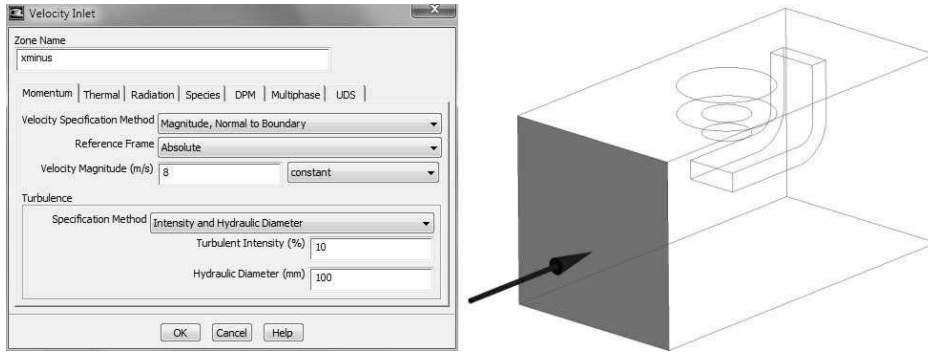 Velocity Inlet
Zone Name
xminus
Momentum Thermal Radiation Species DPM Multiphase UDS
Velocity Specification Method Magnitude, Normal to Boundary
Reference Frame Absolute
Velocity Magnitude (m/s) 8 constant
Turbulence
Specification Method Intensity and Hydraulic Diameter
Turbulent Intensity (%) 10
Hydraulic Diameter (mm) 100
OK Cancel Help